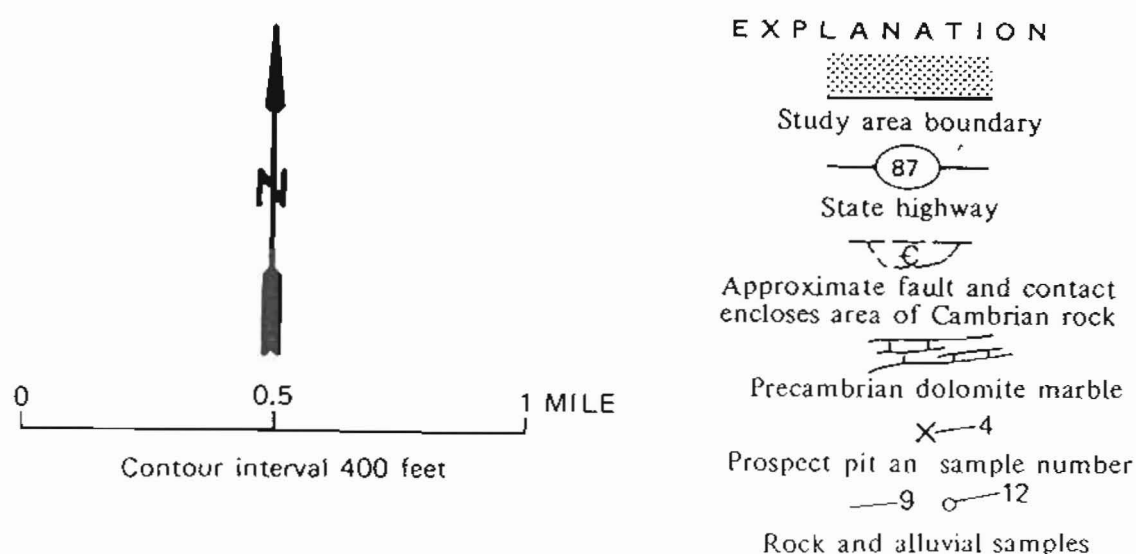 N
0 0.5 1 MILE
Contour interval 400 feet
EXPLANATION
Study area boundary
87
State highway
Є
Approximate fault and contact
encloses area of Cambrian rock
Precambrian dolomite marble
4
Prospect pit an sample number
9 12
Rock and alluvial samples